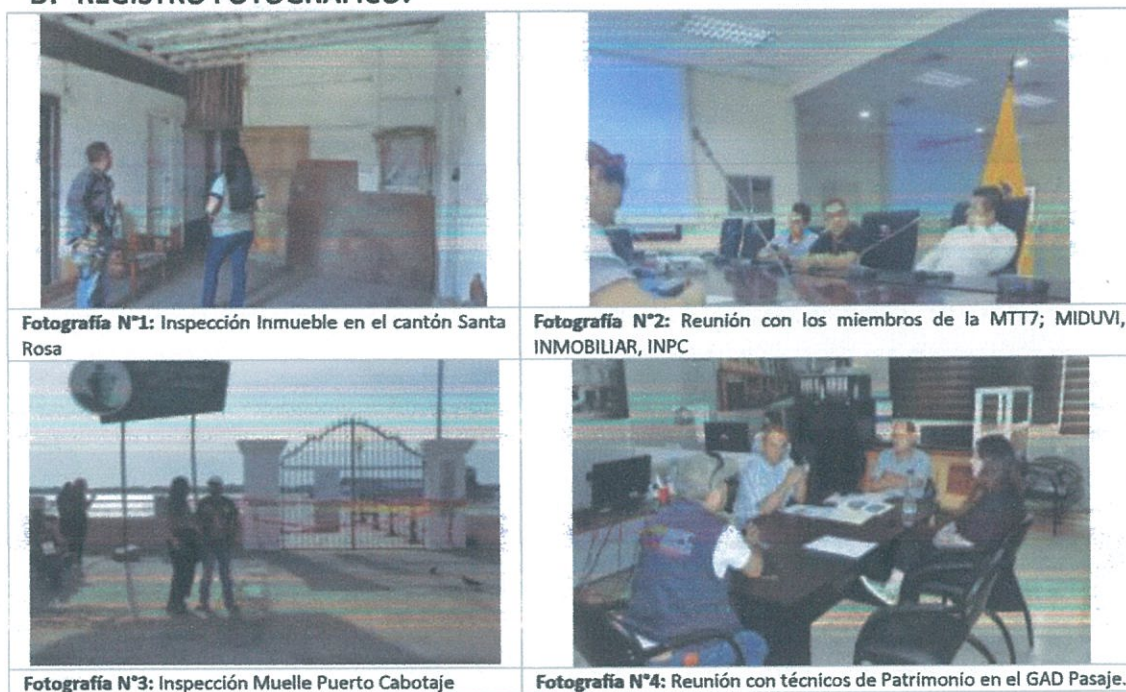 REGISTRO FOTOGRÁFICO:
Fotografía N°1: Inspección Inmueble en el cantón Santa
Rosa
Fotografía N°2: Reunión con los miembros de la MTT7; MIDUVI,
INMOBILIAR, INPC
Fotografía N°3: Inspección Muelle Puerto Cabotaje
Fotografía N°4: Reunión con técnicos de Patrimonio en el GAD Pasaje.